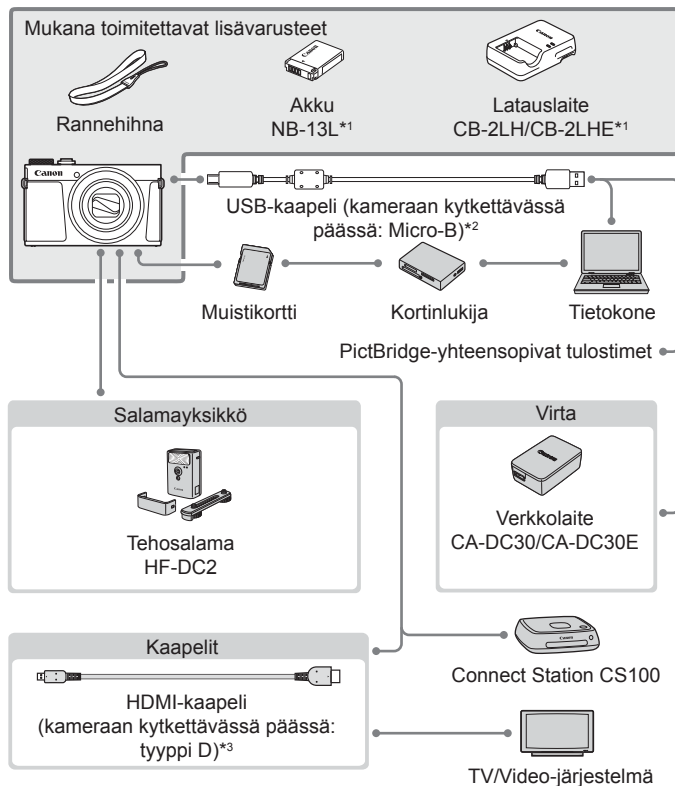 Mukana toimitettavat lisävarusteet
Rannehihna
Akku
NB-13L*1
Latauslaite
CB-2LH/CB-2LHE*1
Canon
USB-kaapeli (kameraan kytkettävässä
päässä: Micro-B)*2
Muistikortti
Kortinlukija
Tietokone
PictBridge-yhteensopivat tulostimet
Salamayksikkö
Tehosalama
HF-DC2
Virta
Canon
Verkkolaite
CA-DC30/CA-DC30E
Kaapelit
HDMI-kaapeli
(kameraan kytkettävässä päässä:
tyyppi D)*3
Connect Station CS100
TV/Video-järjestelmä